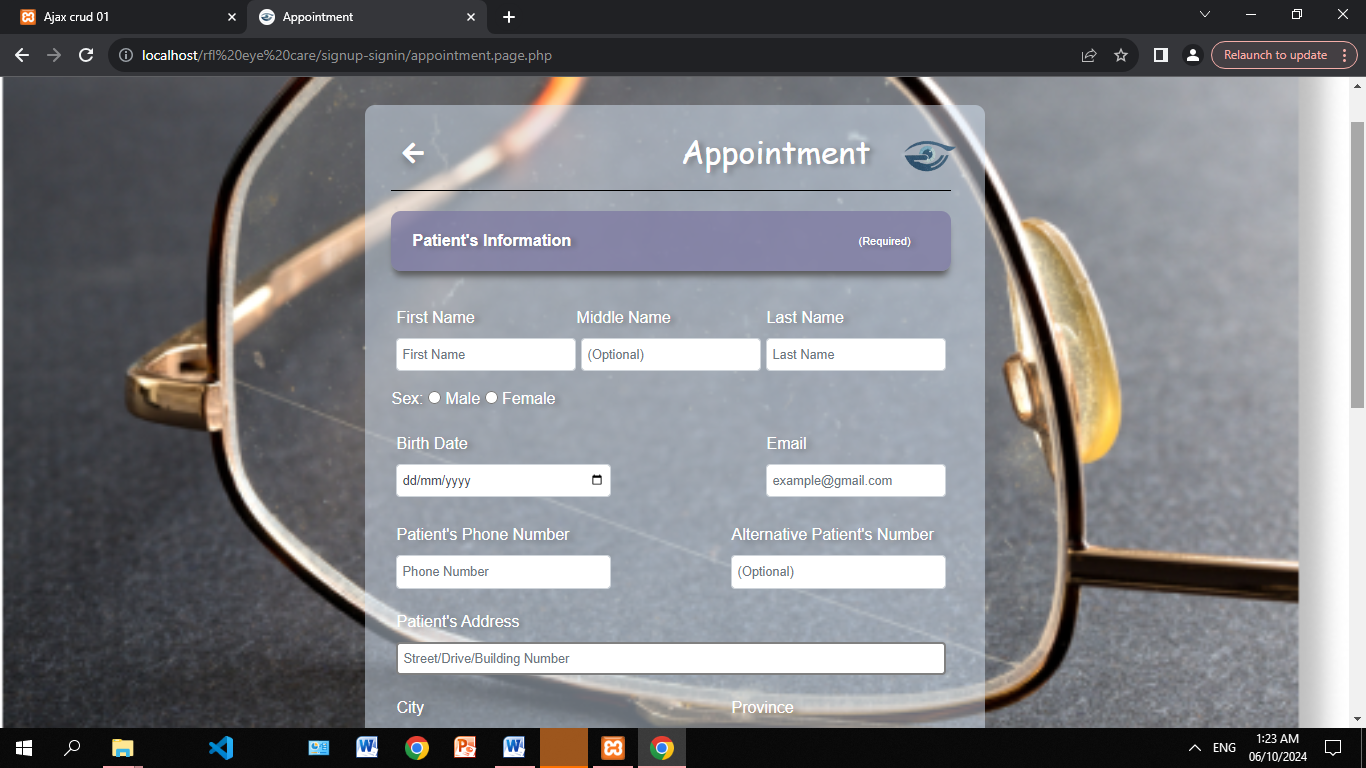 Ajax crud 01
Appointment
localhost/rfl%20eye%20care/signup-signin/appointment.page.php
Relaunch to update
Appointment
Patient's Information (Required)
First Name Middle Name Last Name
First Name (Optional) Last Name
Sex: Male Female
Birth Date Email
dd/mm/yyyy example@gmail.com
Patient's Phone Number Alternative Patient's Number
Phone Number (Optional)
Patient's Address
Street/Drive/Building Number
City Province
ENG
1:23 AM
06/10/2024